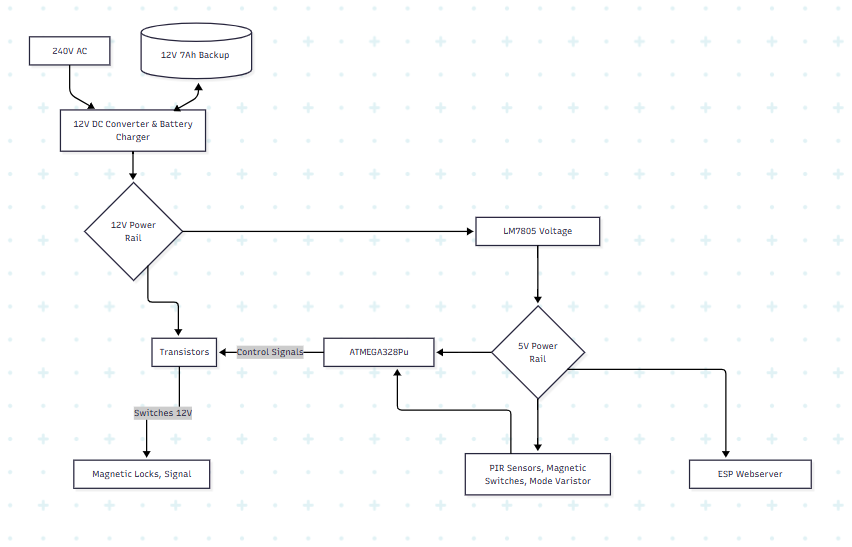 240V AC
12V 7Ah Backup
12V DC Converter & Battery
Charger
12V Power
Rail
LM7805 Voltage
Transistors
Control Signals
ATMEGA328Pu
5V Power
Rail
Switches 12V
Magnetic Locks, Signal
PIR Sensors, Magnetic
Switches, Mode Varistor
ESP Webserver